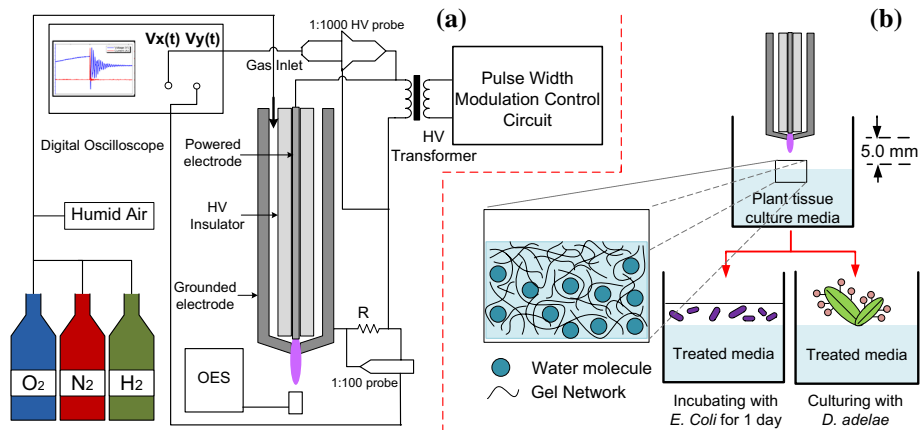 (a)
Vx(t) Vy(t)
1:1000 HV probe
Gas Inlet
Digital Oscilloscope
Powered
electrode
HV
Insulator
Grounded
electrode
Humid Air
O2
N2
H2
OES
R
1:100 probe
HV
Transformer
Pulse Width
Modulation Control
Circuit
(b)
5.0 mm
Plant tissue
culture media
Water molecule
Gel Network
Treated media
Incubating with
E. Coli for 1 day
Treated media
Culturing with
D. adelae